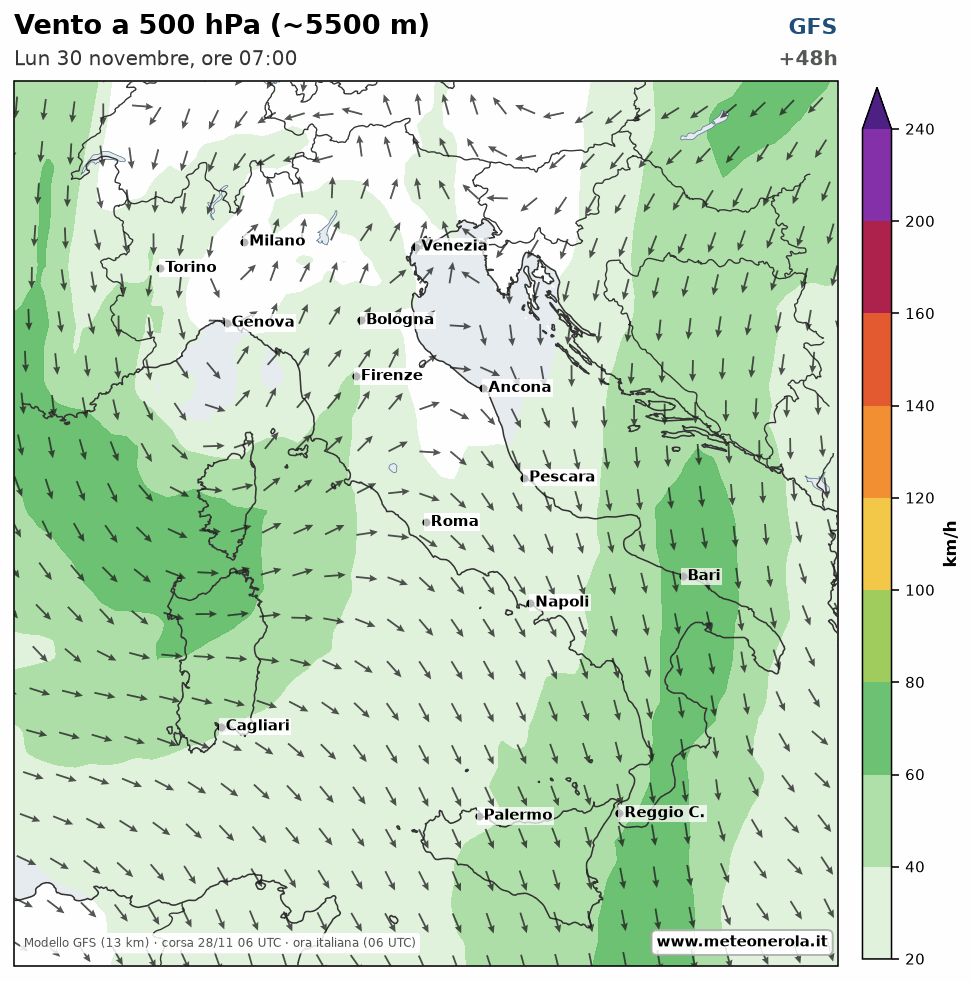 Vento a 500 hPa (~5500 m)
GFS
Lun 30 novembre, ore 07:00
+48h
Milano
Venezia
Torino
Genova
Bologna
Firenze
Ancona
Pescara
Roma
Bari
Napoli
Cagliari
Palermo
Reggio C.
240
200
160
140
120
100
80
60
40
20
km/h
Modello GFS (13 km) · corsa 28/11 06 UTC · ora italiana (06 UTC)
www.meteonerola.it